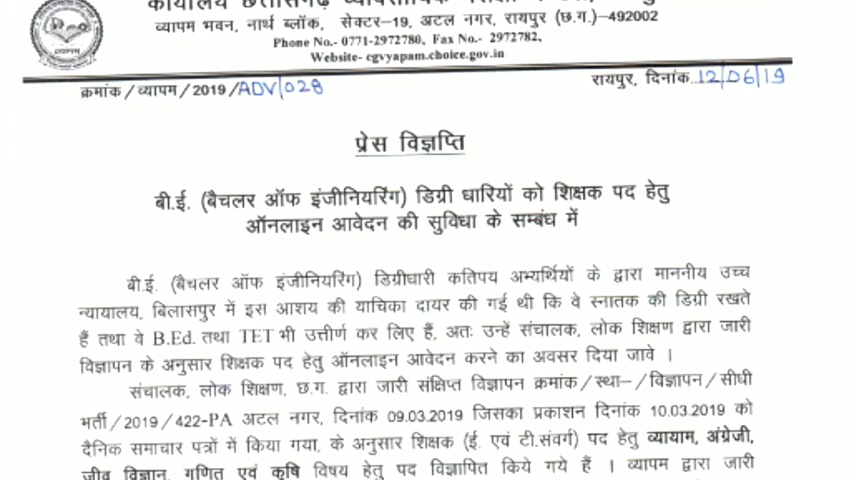 कार्यालय छत्तीसगढ़ व्यावसायिक परीक्षा
व्यापम भवन, नार्थ ब्लॉक, सेक्टर-19, अटल नगर, रायपुर (छ.ग.)-492002
Phone No.- 0771-2972780, Fax No.- 2972782,
Website- cgvyapam.choice.gov.in
क्रमांक/व्यापम/2019/ADV/028
रायपुर, दिनांक..12/06/19
प्रेस विज्ञप्ति
बी.ई. (बैचलर ऑफ इंजीनियरिंग) डिग्री धारियों को शिक्षक पद हेतु
ऑनलाइन आवेदन की सुविधा के सम्बंध में
बी.ई. (बैचलर ऑफ इंजीनियरिंग) डिग्रीधारी कतिपय अभ्यर्थियों के द्वारा माननीय उच्च
न्यायालय, बिलासपुर में इस आशय की याचिका दायर की गई थी कि वे स्नातक की डिग्री रखते
हैं तथा वे B.Ed. तथा TET भी उत्तीर्ण कर लिए हैं, अतः उन्हें संचालक, लोक शिक्षण द्वारा जारी
विज्ञापन के अनुसार शिक्षक पद हेतु ऑनलाइन आवेदन करने का अवसर दिया जावे ।
संचालक, लोक शिक्षण, छ.ग. द्वारा जारी संक्षिप्त विज्ञापन क्रमांक/स्था-/विज्ञापन/सीधी
भर्ती/2019/422-PA अटल नगर, दिनांक 09.03.2019 जिसका प्रकाशन दिनांक 10.03.2019 को
दैनिक समाचार पत्रों में किया गया, के अनुसार शिक्षक (ई. एवं टी.संवर्ग) पद हेतु व्यायाम, अंग्रेजी,
जीव विज्ञान, गणित एवं कृषि विषय हेतु पद विज्ञापित किये गये हैं । व्यापम द्वारा जारी